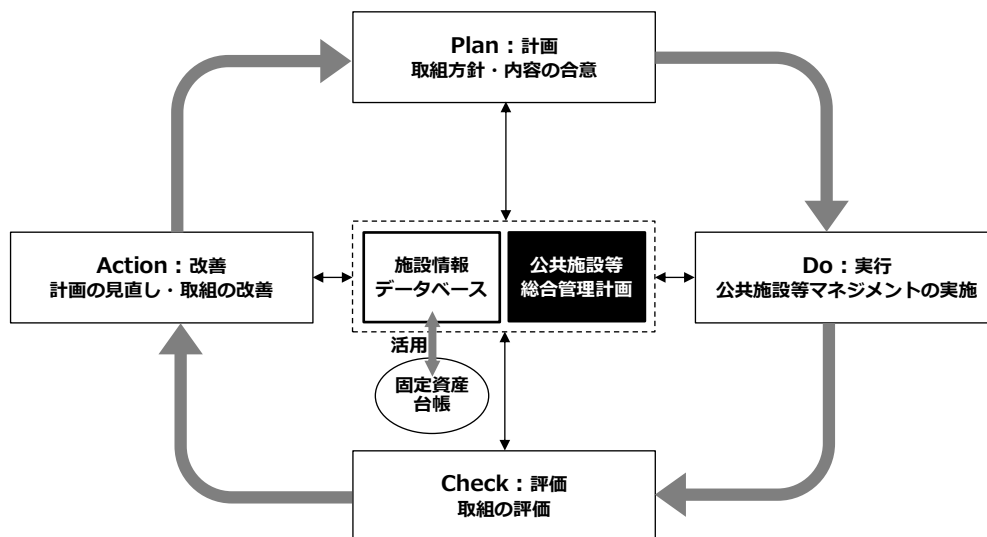 Plan：計画
取組方針・内容の合意
Action：改善
計画の見直し・取組の改善
施設情報
データベース
公共施設等
総合管理計画
Do：実行
公共施設等マネジメントの実施
活用
固定資産
台帳
Check：評価
取組の評価